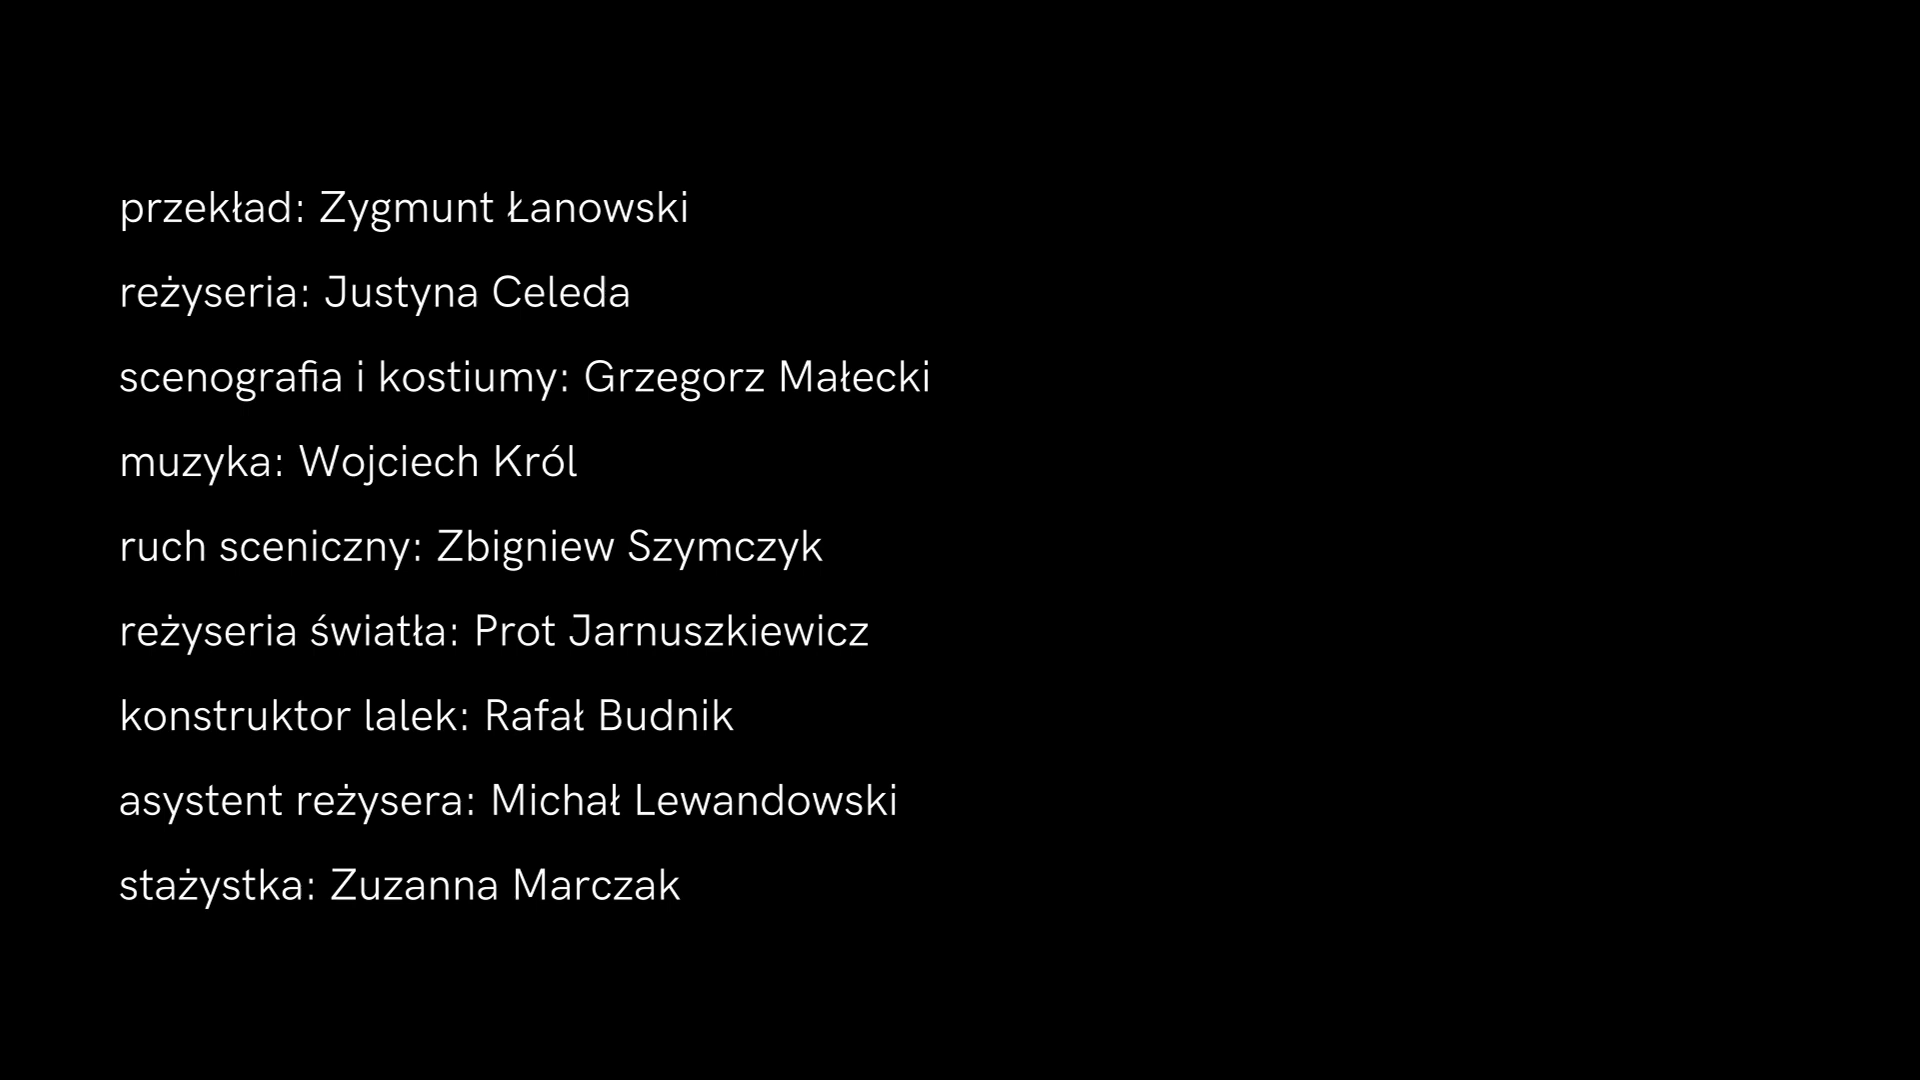 przekład: Zygmunt Łanowski
reżyseria: Justyna Celeda
scenografia i kostiumy: Grzegorz Małecki
muzyka: Wojciech Król
ruch sceniczny: Zbigniew Szymczyk
reżyseria światła: Prot Jarnuszkiewicz
konstruktor lalek: Rafał Budnik
asystent reżysera: Michał Lewandowski
stażystka: Zuzanna Marczak